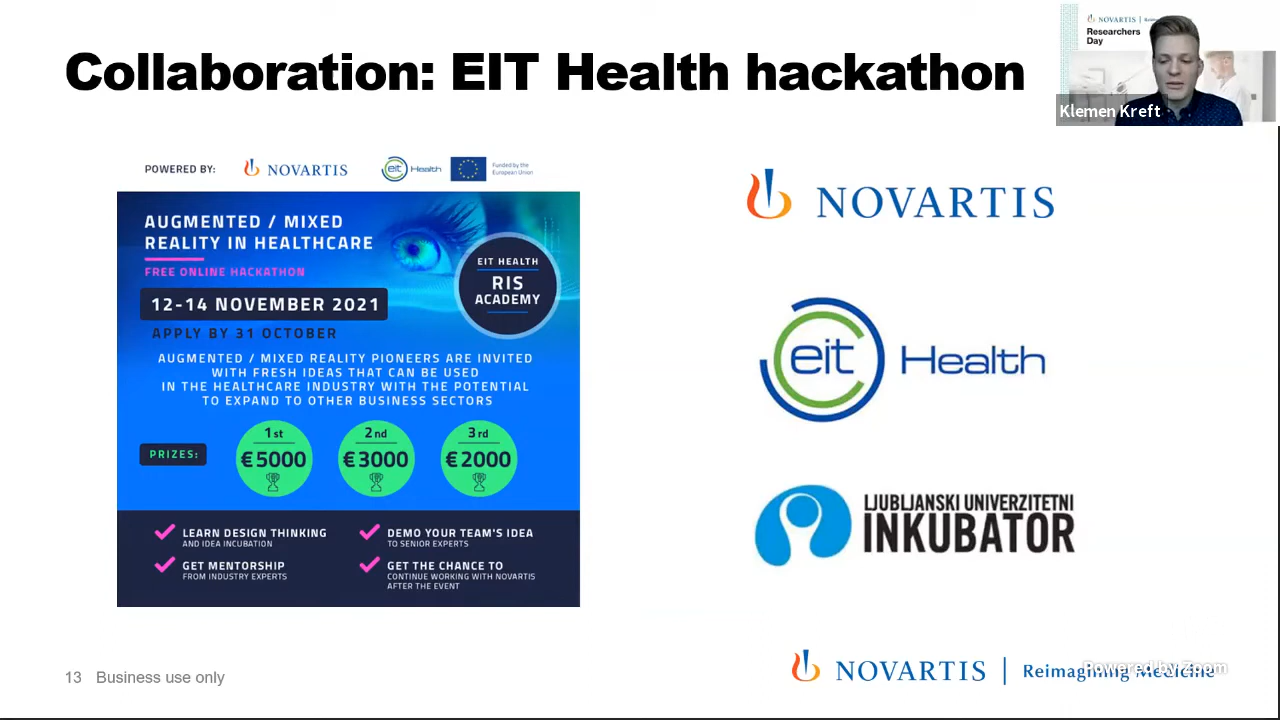 Collaboration: EIT Health hackathon
NOVARTIS
Researchers
Day
Klemen Kreft
POWERED BY:
NOVARTIS
eit Health
Funded by the
European Union
AUGMENTED / MIXED
REALITY IN HEALTHCARE
FREE ONLINE HACKATHON
12-14 NOVEMBER 2021
APPLY BY 31 OCTOBER
EIT HEALTH
RIS
ACADEMY
AUGMENTED / MIXED REALITY PIONEERS ARE INVITED
WITH FRESH IDEAS THAT CAN BE USED
IN THE HEALTHCARE INDUSTRY WITH THE POTENTIAL
TO EXPAND TO OTHER BUSINESS SECTORS
PRIZES:
1st
€5000
2nd
€3000
3rd
€2000
LEARN DESIGN THINKING
AND IDEA INCUBATION
DEMO YOUR TEAM'S IDEA
TO SENIOR EXPERTS
GET MENTORSHIP
FROM INDUSTRY EXPERTS
GET THE CHANCE TO
CONTINUE WORKING WITH NOVARTIS
AFTER THE EVENT
NOVARTIS
eit Health
LJUBLJANSKI UNIVERZITETNI
INKUBATOR
13 Business use only
NOVARTIS | Reimagining Medicine
Powered by Zoom